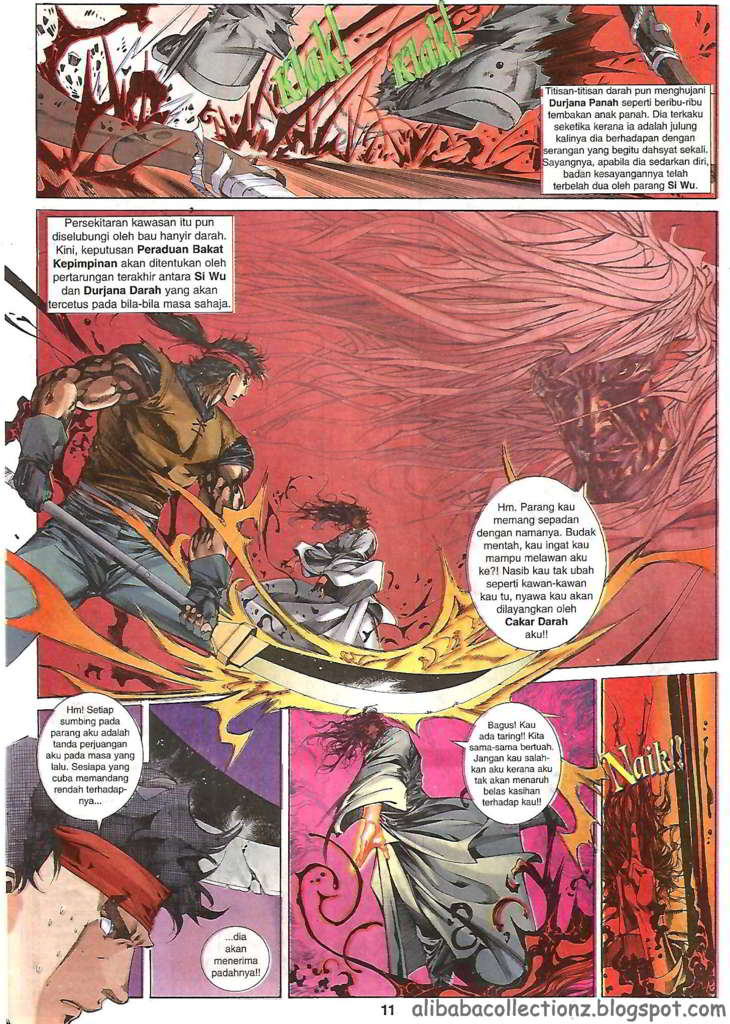 Klak!
Klak!
Titisan-titisan darah pun menghujani
Durjana Panah seperti beribu-ribu
tembakan anak panah. Dia terkaku
seketika kerana ia adalah julung
kalinya dia berhadapan dengan
serangan yang begitu dahsyat sekali.
Sayangnya, apabila dia sedarkan diri,
badan kesayangannya telah
terbelah dua oleh parang Si Wu.
Persekitaran kawasan itu pun
diselubungi oleh bau hanyir darah.
Kini, keputusan Peraduan Bakat
Kepimpinan akan ditentukan oleh
pertarungan terakhir antara Si Wu
dan Durjana Darah yang akan
tercetus pada bila-bila masa sahaja.
Hm. Parang kau
memang sepadan
dengan namanya. Budak
mentah, kau ingat kau
mampu melawan aku
ke?! Nasib kau tak ubah
seperti kawan-kawan
kau tu, nyawa kau akan
dilayangkan oleh
Cakar Darah
aku!!
Hm! Setiap
sumbing pada
parang aku adalah
tanda perjuangan
aku pada masa yang
lalu. Sesiapa yang
cuba memandang
rendah terhadap-
nya...
...dia
akan
menerima
padahnya!!
Bagus! Kau
ada taring!! Kita
sama-sama bertuah.
Jangan kau salah-
kan aku kerana aku
tak akan menaruh
belas kasihan
terhadap kau!!
Naik!!
11
alibabacollectionz.blogspot.com